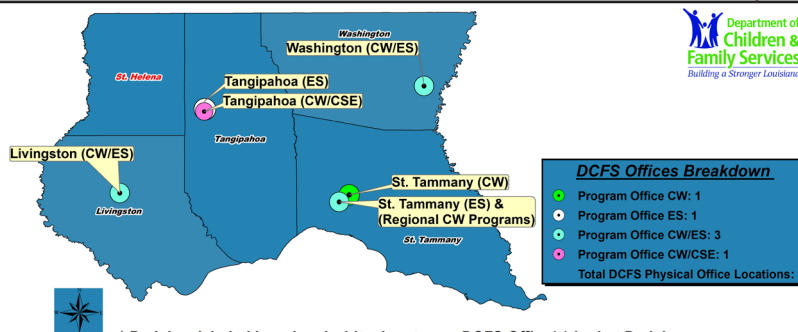 Department of
Children &
Family Services
Building a Stronger Louisiana
Washington
Washington (CW/ES)
St. Helena
Tangipahoa (ES)
Tangipahoa (CW/CSE)
Tangipahoa
Livingston (CW/ES)
Livingston
St. Tammany (CW)
St. Tammany (ES) &
(Regional CW Programs)
St. Tammany
DCFS Offices Breakdown
Program Office CW: 1
Program Office ES: 1
Program Office CW/ES: 3
Program Office CW/CSE: 1
Total DCFS Physical Office Locations: